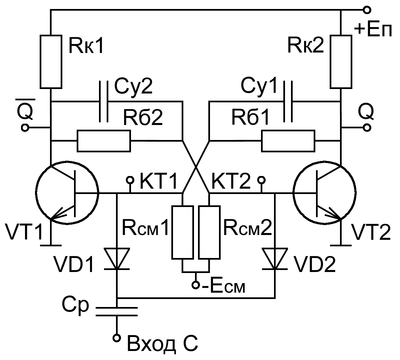 +Eп
Rк1 Rк2
Cу2 Cу1
Q̅ Rб2 Rб1 Q
КТ1 КТ2
VT1 Rсм1 Rсм2 VT2
VD1 -Eсм VD2
Cр
Вход C